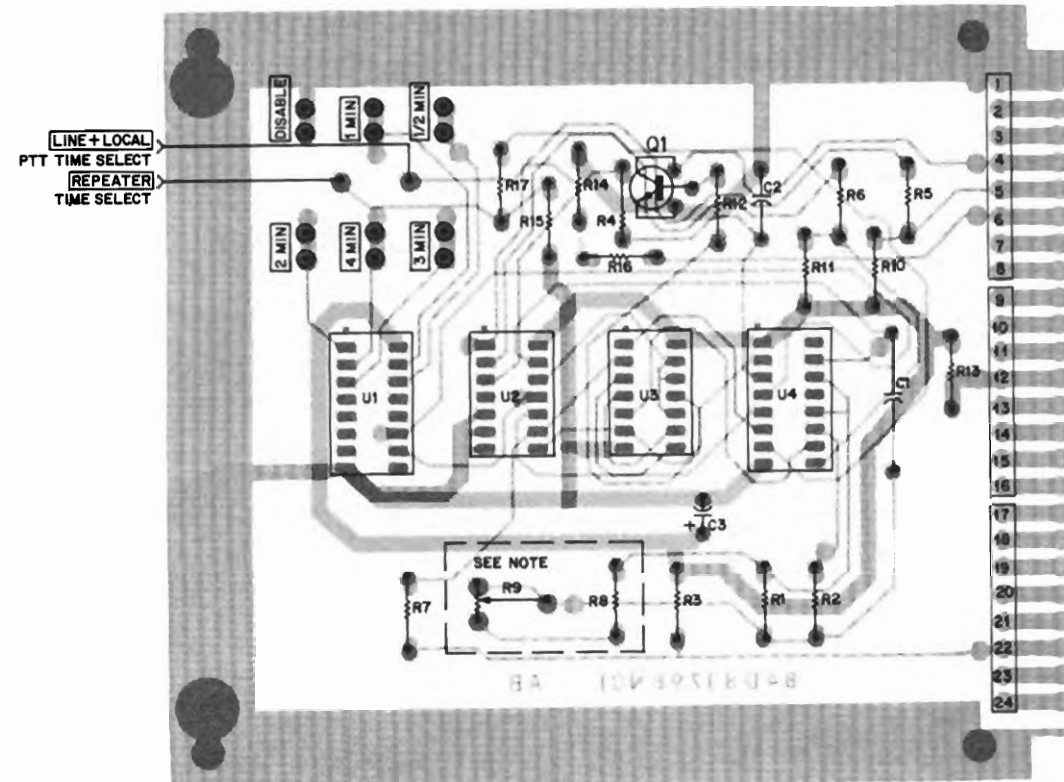 DISABLE
1 MIN
1/2 MIN
LINE+LOCAL
PTT TIME SELECT
REPEATER
TIME SELECT
2 MIN
4 MIN
3 MIN
Q1
R17
R14
R15
R4
R16
R12
C2
R6
R5
R11
R10
R13
C1
U1
U2
U3
U4
+ C3
SEE NOTE
R7
R9
R8
R3
R1
R2
1
2
3
4
5
6
7
8
9
10
11
12
13
14
15
16
17
18
19
20
21
22
23
24